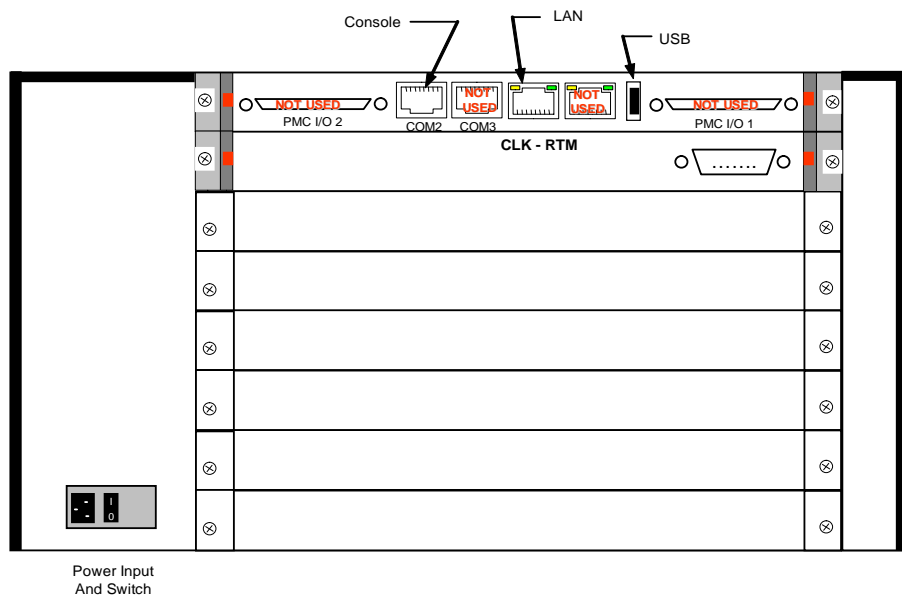 Console
LAN
USB
NOT USED
PMC I/O 2
COM2
NOT
USED
COM3
NOT
USED
NOT USED
PMC I/O 1
CLK - RTM
I
0
Power Input
And Switch